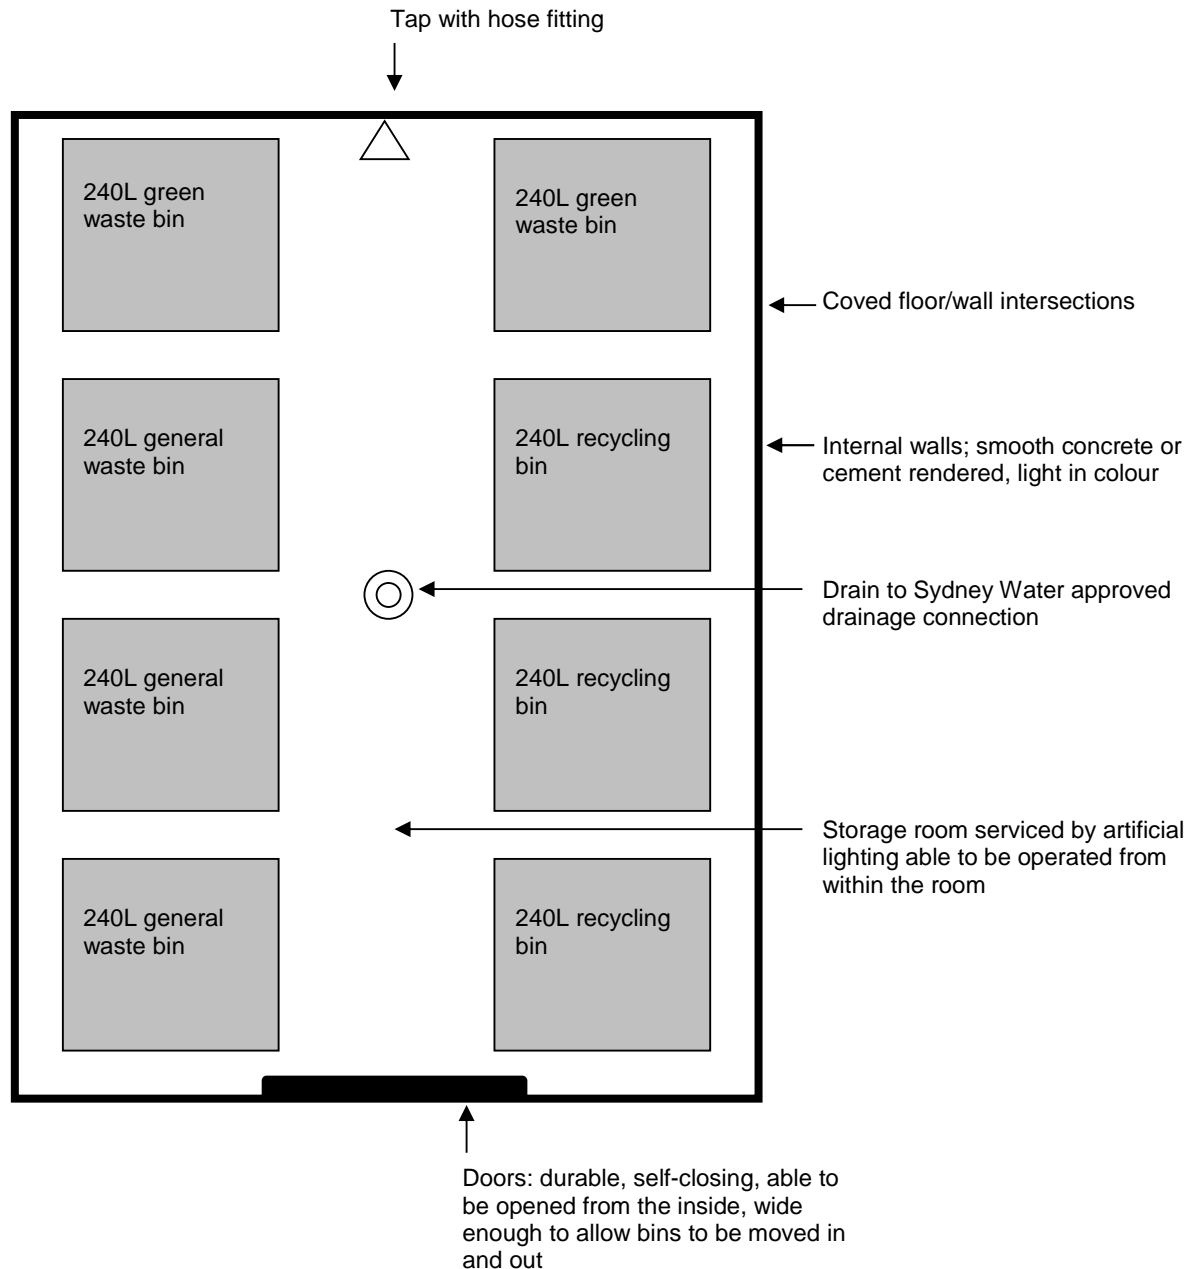 Tap with hose fitting
240L green
waste bin
240L green
waste bin
Coved floor/wall intersections
240L general
waste bin
240L recycling
bin
Internal walls; smooth concrete or
cement rendered, light in colour
Drain to Sydney Water approved
drainage connection
240L general
waste bin
240L recycling
bin
Storage room serviced by artificial
lighting able to be operated from
within the room
240L general
waste bin
240L recycling
bin
Doors: durable, self-closing, able to
be opened from the inside, wide
enough to allow bins to be moved in
and out